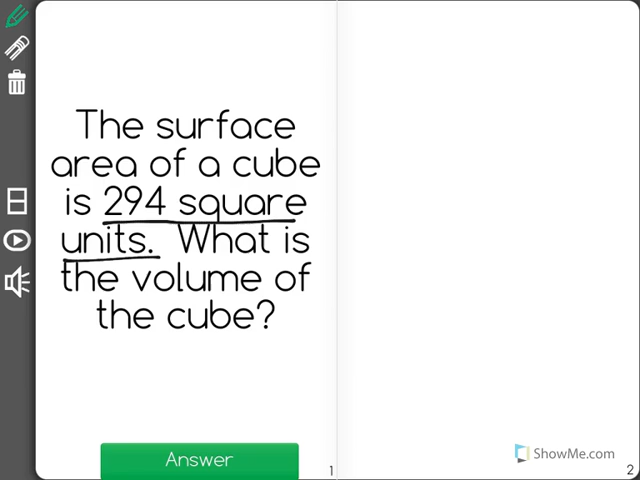 The surface
area of a cube
is 294 square
units. What is
the volume of
the cube?
Answer
1
ShowMe.com
2